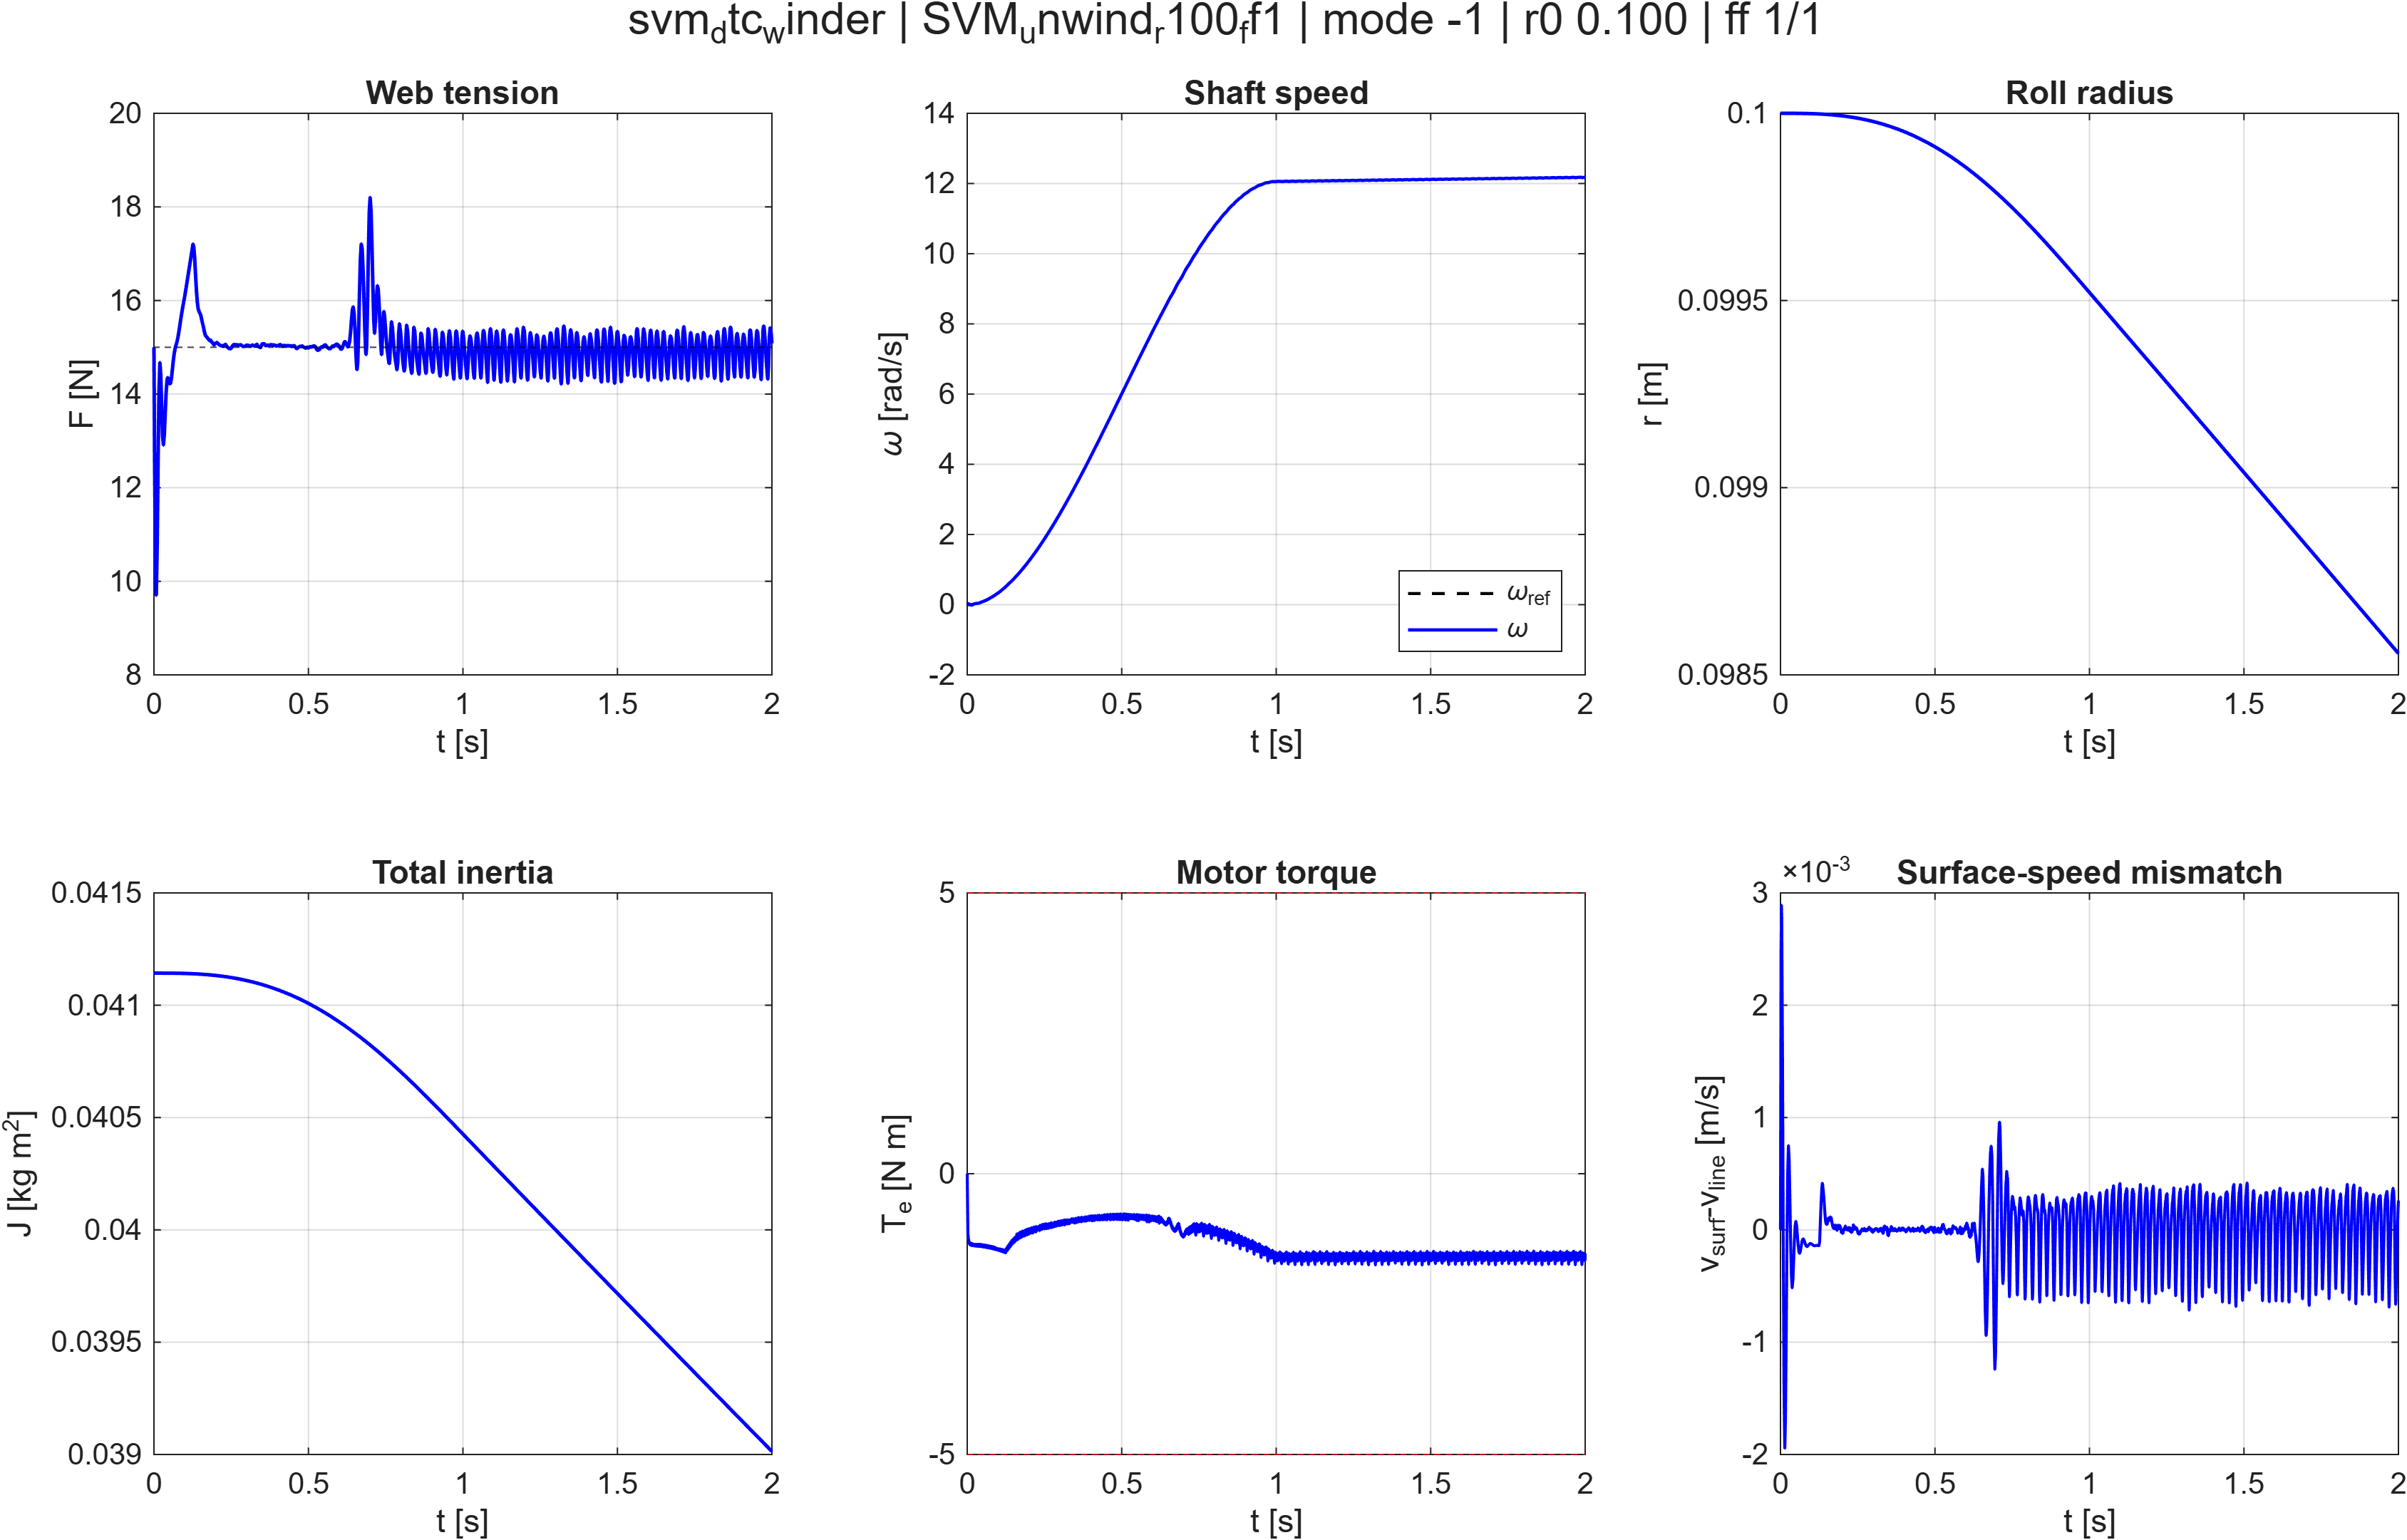 svm_dtc_winder | SVM_unwind_r100_ff1 | mode -1 | r0 0.100 | ff 1/1
Web tension
20
18
16
14
12
10
8
F [N]
0 0.5 1 1.5 2
t [s]
Shaft speed
14
12
10
8
6
4
2
0
-2
ω [rad/s]
ω_ref
ω
0 0.5 1 1.5 2
t [s]
Roll radius
0.1
0.0995
0.099
0.0985
r [m]
0 0.5 1 1.5 2
t [s]
Total inertia
0.0415
0.041
0.0405
0.04
0.0395
0.039
J [kg m²]
0 0.5 1 1.5 2
t [s]
Motor torque
5
0
-5
T_e [N m]
0 0.5 1 1.5 2
t [s]
×10⁻³
Surface-speed mismatch
3
2
1
0
-1
-2
v_surf-v_line [m/s]
0 0.5 1 1.5 2
t [s]